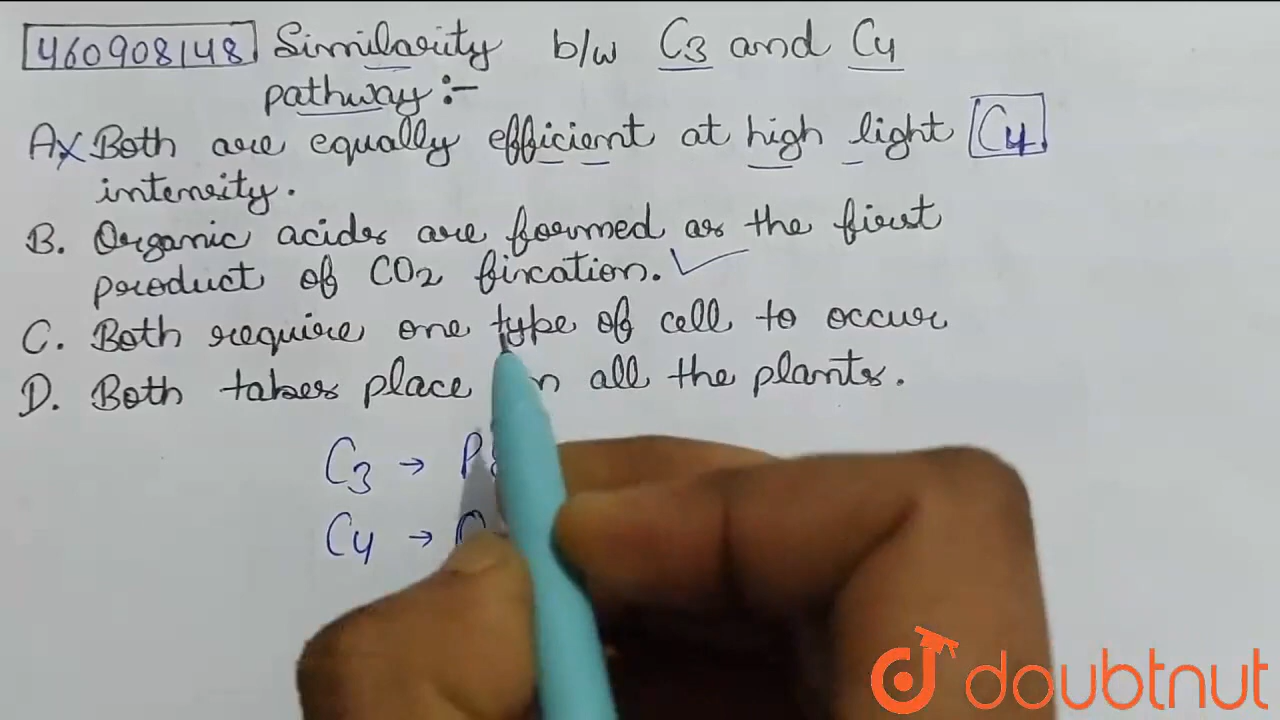 460908148 Similarity b/w C3 and C4
pathway :-
A. Both are equally efficient at high light C4
intensity.
B. Organic acids are formed as the first
product of CO2 fixation.
C. Both require one type of cell to occur
D. Both takes place in all the plants.
C3 → P
C4 → O
doubtnut